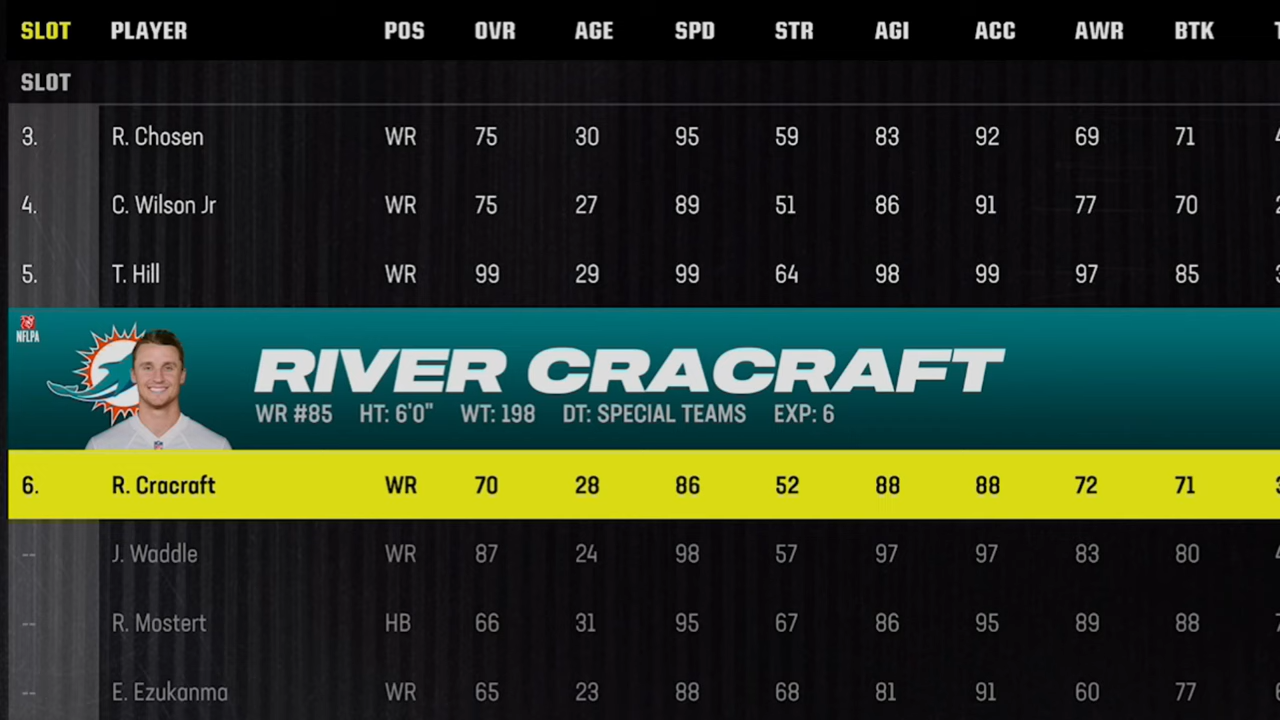 SLOT PLAYER POS OVR AGE SPD STR AGI ACC AWR BTK
SLOT
3. R. Chosen WR 75 30 95 59 83 92 69 71
4. C. Wilson Jr WR 75 27 89 51 86 91 77 70
5. T. Hill WR 99 29 99 64 98 99 97 85
NFLPA
RIVER CRACRAFT
WR #85 HT: 6'0" WT: 198 DT: SPECIAL TEAMS EXP: 6
6. R. Cracraft WR 70 28 86 52 88 88 72 71
-- J. Waddle WR 87 24 98 57 97 97 83 80
-- R. Mostert HB 66 31 95 67 86 95 89 88
-- E. Ezukanma WR 65 23 88 68 81 91 60 77